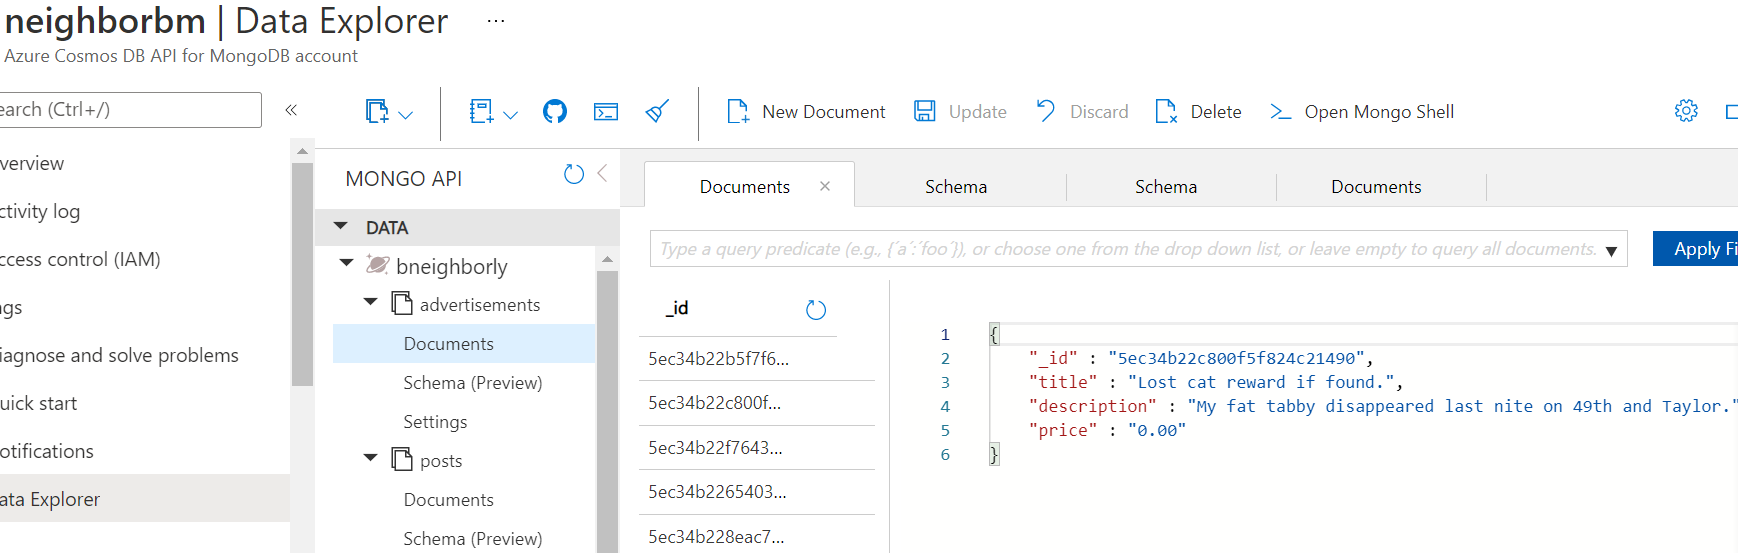 neighborbm | Data Explorer ...
Azure Cosmos DB API for MongoDB account
earch (Ctrl+/) «
New Document Update Discard Delete >_ Open Mongo Shell
verview
ctivity log
ccess control (IAM)
gs
iagnose and solve problems
uick start
otifications
ata Explorer
MONGO API
DATA
bneighborly
advertisements
Documents
Schema (Preview)
Settings
posts
Documents
Schema (Preview)
Documents × Schema Schema Documents
Type a query predicate (e.g., {´a´:´foo´}), or choose one from the drop down list, or leave empty to query all documents. Apply Fi
_id
5ec34b22b5f7f6...
5ec34b22c800f...
5ec34b22f7643...
5ec34b2265403...
5ec34b228eac7...
1 {
2 "_id" : "5ec34b22c800f5f824c21490",
3 "title" : "Lost cat reward if found.",
4 "description" : "My fat tabby disappeared last nite on 49th and Taylor."
5 "price" : "0.00"
6 }